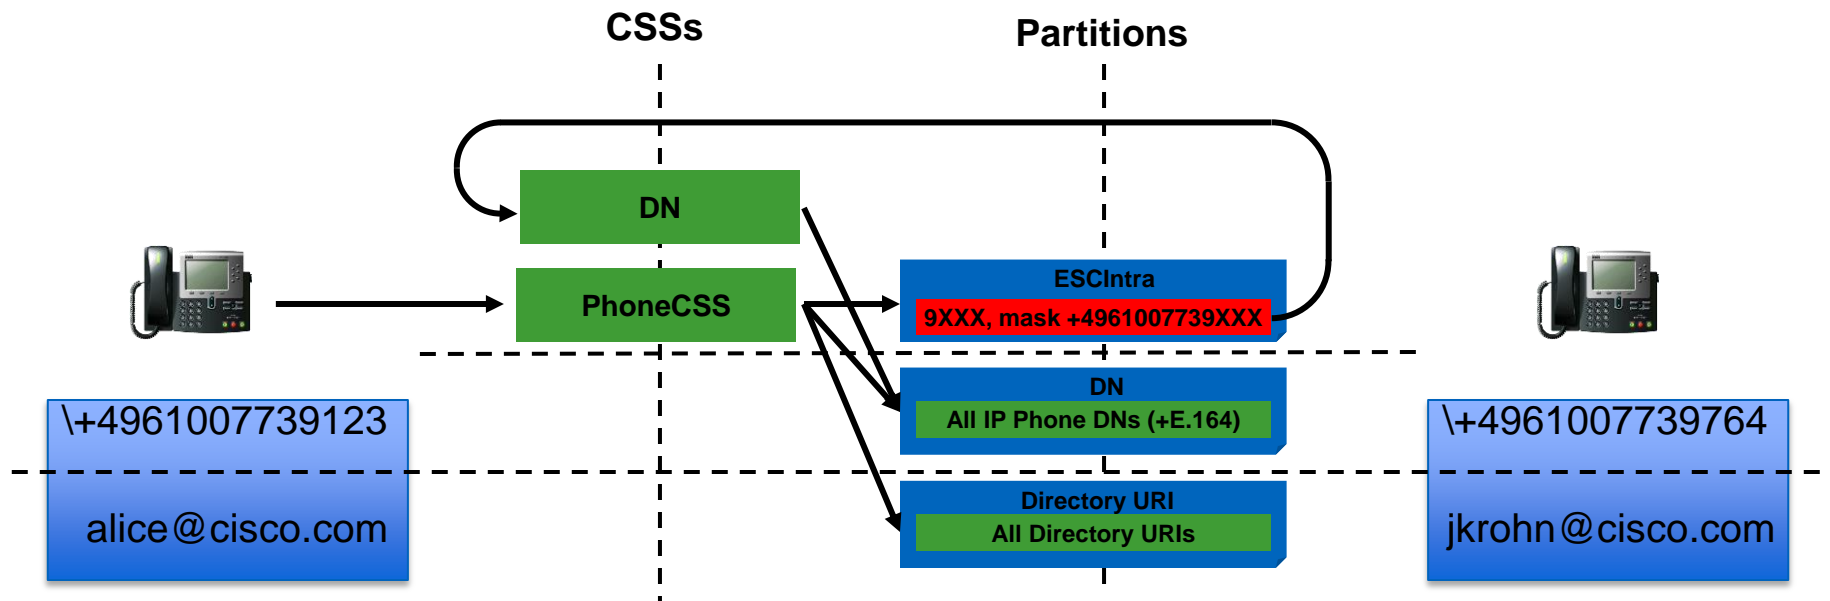 CSSs
Partitions
DN
PhoneCSS
ESCIntra
9XXX, mask +4961007739XXX
DN
All IP Phone DNs (+E.164)
Directory URI
All Directory URIs
\+4961007739123
alice@cisco.com
\+4961007739764
jkrohn@cisco.com